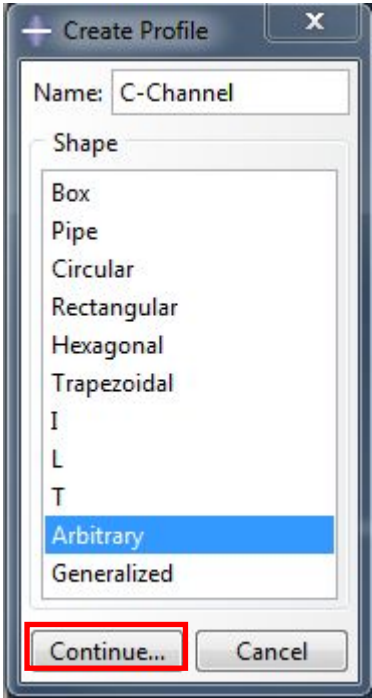 Create Profile
x
Name: C-Channel
Shape
Box
Pipe
Circular
Rectangular
Hexagonal
Trapezoidal
I
L
T
Arbitrary
Generalized
Continue... Cancel